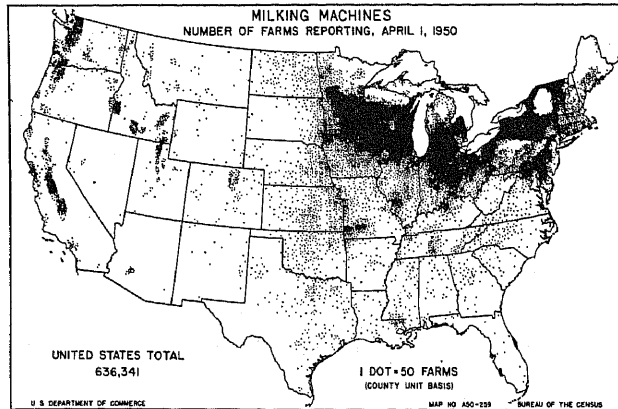 MILKING MACHINES
NUMBER OF FARMS REPORTING, APRIL 1, 1950
UNITED STATES TOTAL
636,341
1 DOT=50 FARMS
(COUNTY UNIT BASIS)
U S DEPARTMENT OF COMMERCE
MAP NO A50-259
BUREAU OF THE CENSUS